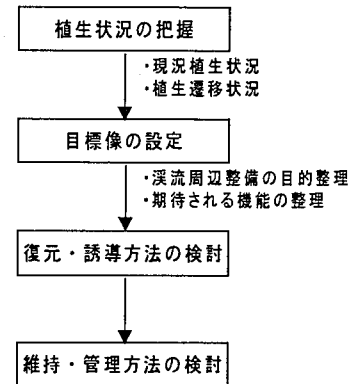 植生状況の把握
・現況植生状況
・植生遷移状況
目標像の設定
・渓流周辺整備の目的整理
・期待される機能の整理
復元・誘導方法の検討
維持・管理方法の検討